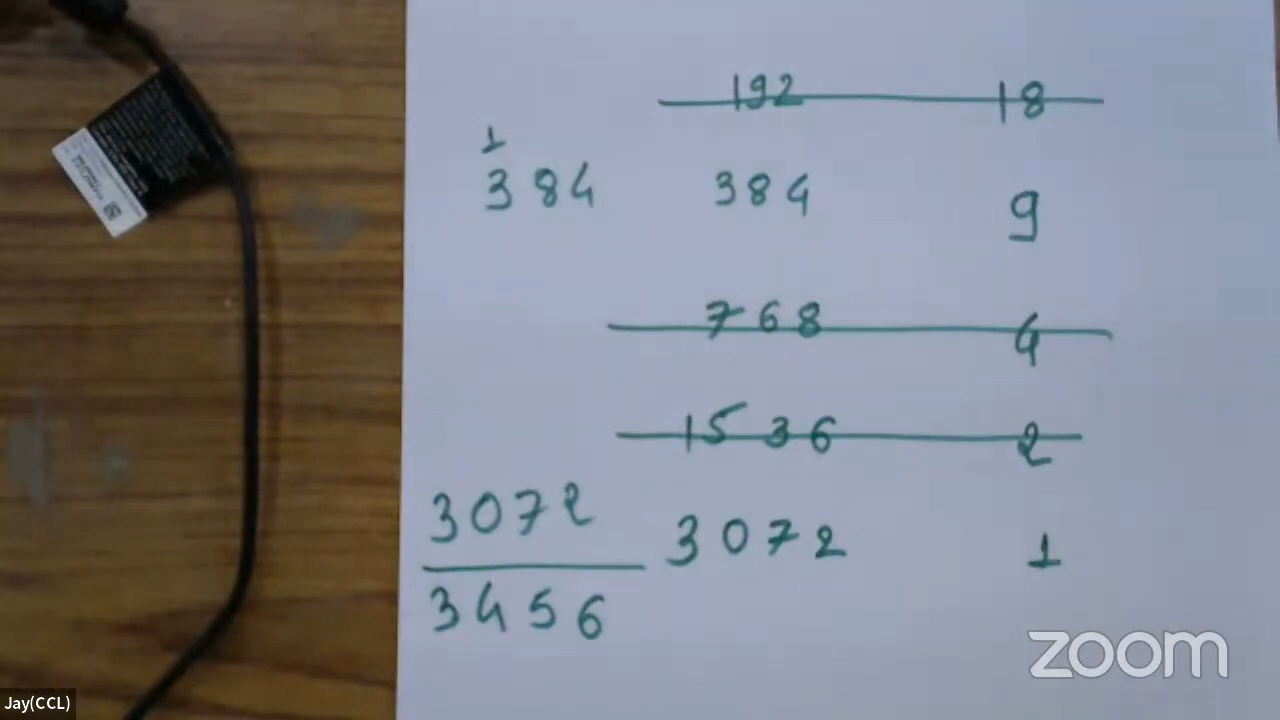 192 18
1
384 384 9
768 4
1536 2
3072 3072 1
3456
zoom
Jay(CCL)